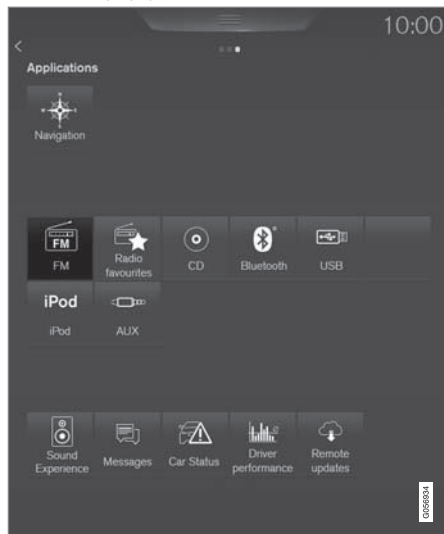 10:00
Applications
Navigation
FM
FM
Radio
favourites
CD
Bluetooth
USB
iPod
iPod
AUX
Sound
Experience
Messages
Car Status
Driver
performance
Remote
updates
G056934